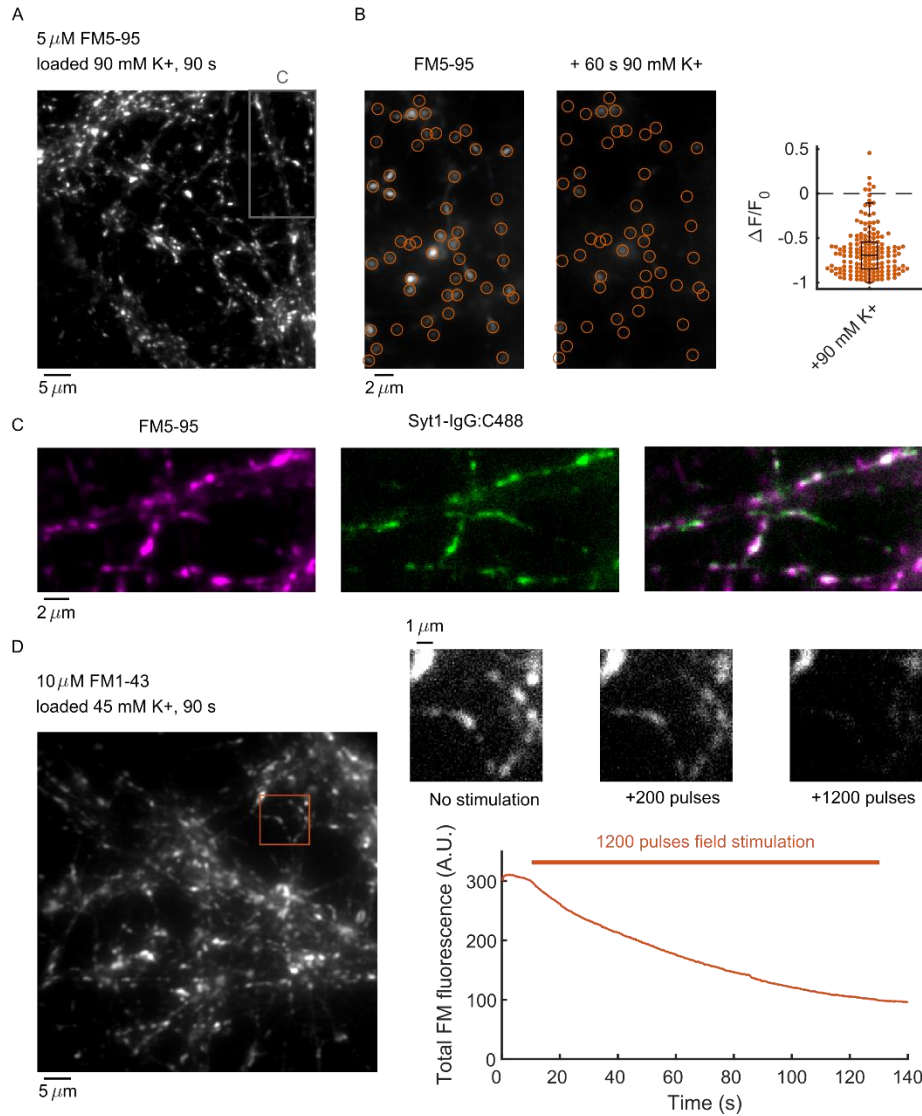 A
5 μM FM5-95
loaded 90 mM K+, 90 s
C
5 μm
B
FM5-95
+ 60 s 90 mM K+
2 μm
0.5
0
-0.5
-1
ΔF/F0
+90 mM K+
C
FM5-95
Syt1-IgG:C488
2 μm
D
10 μM FM1-43
loaded 45 mM K+, 90 s
5 μm
1 μm
No stimulation
+200 pulses
+1200 pulses
1200 pulses field stimulation
Total FM fluorescence (A.U.)
300
200
100
0
0 20 40 60 80 100 120 140
Time (s)